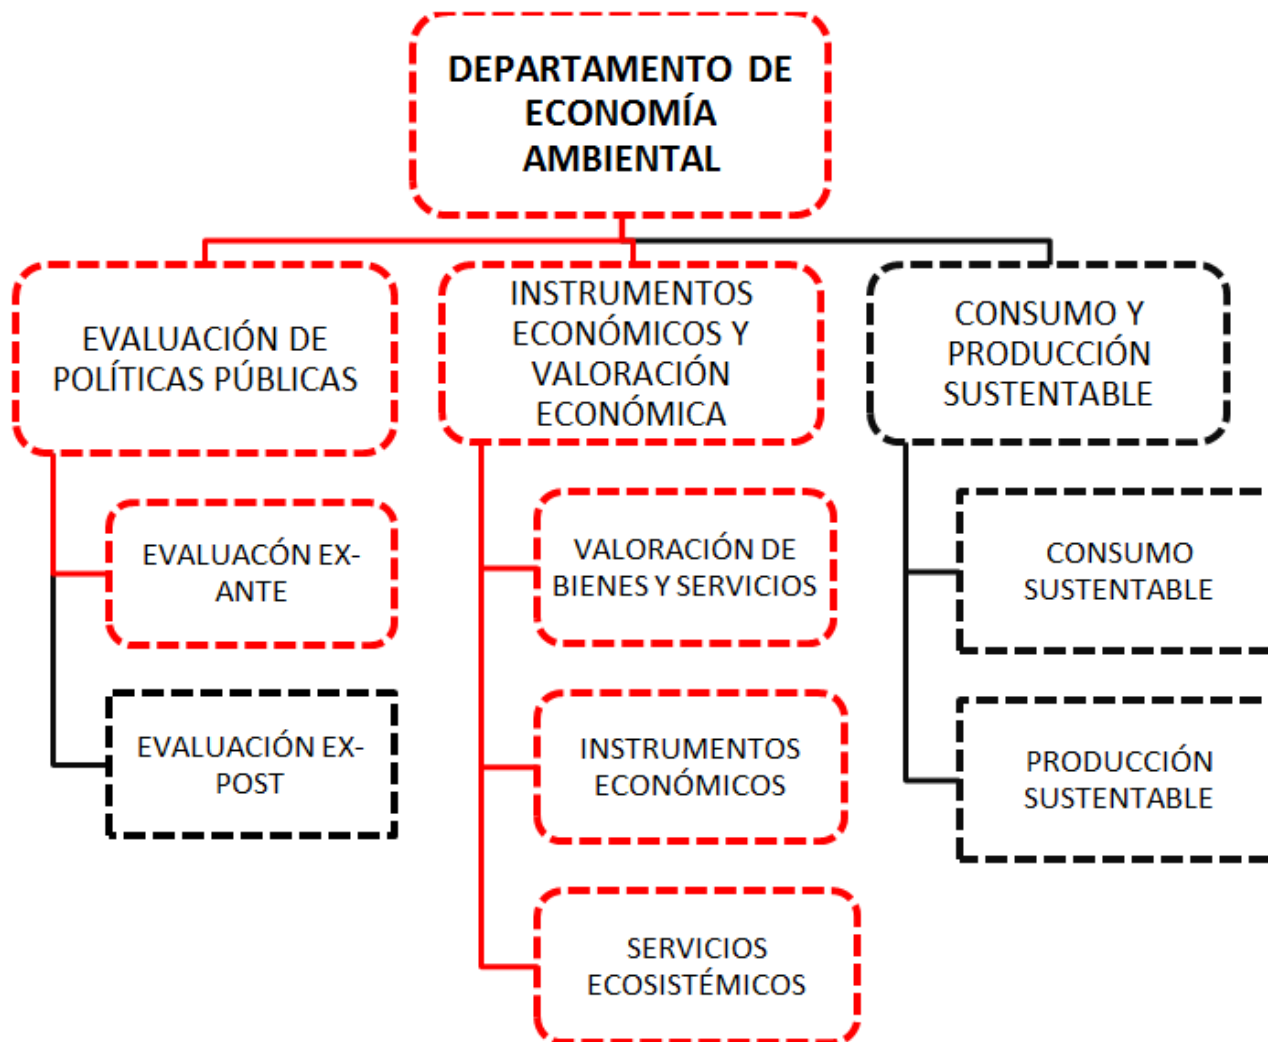 DEPARTAMENTO DE
ECONOMÍA
AMBIENTAL
EVALUACIÓN DE
POLÍTICAS PÚBLICAS
INSTRUMENTOS
ECONÓMICOS Y
VALORACIÓN
ECONÓMICA
CONSUMO Y
PRODUCCIÓN
SUSTENTABLE
EVALUACÓN EX-
ANTE
EVALUACIÓN EX-
POST
VALORACIÓN DE
BIENES Y SERVICIOS
INSTRUMENTOS
ECONÓMICOS
SERVICIOS
ECOSISTÉMICOS
CONSUMO
SUSTENTABLE
PRODUCCIÓN
SUSTENTABLE